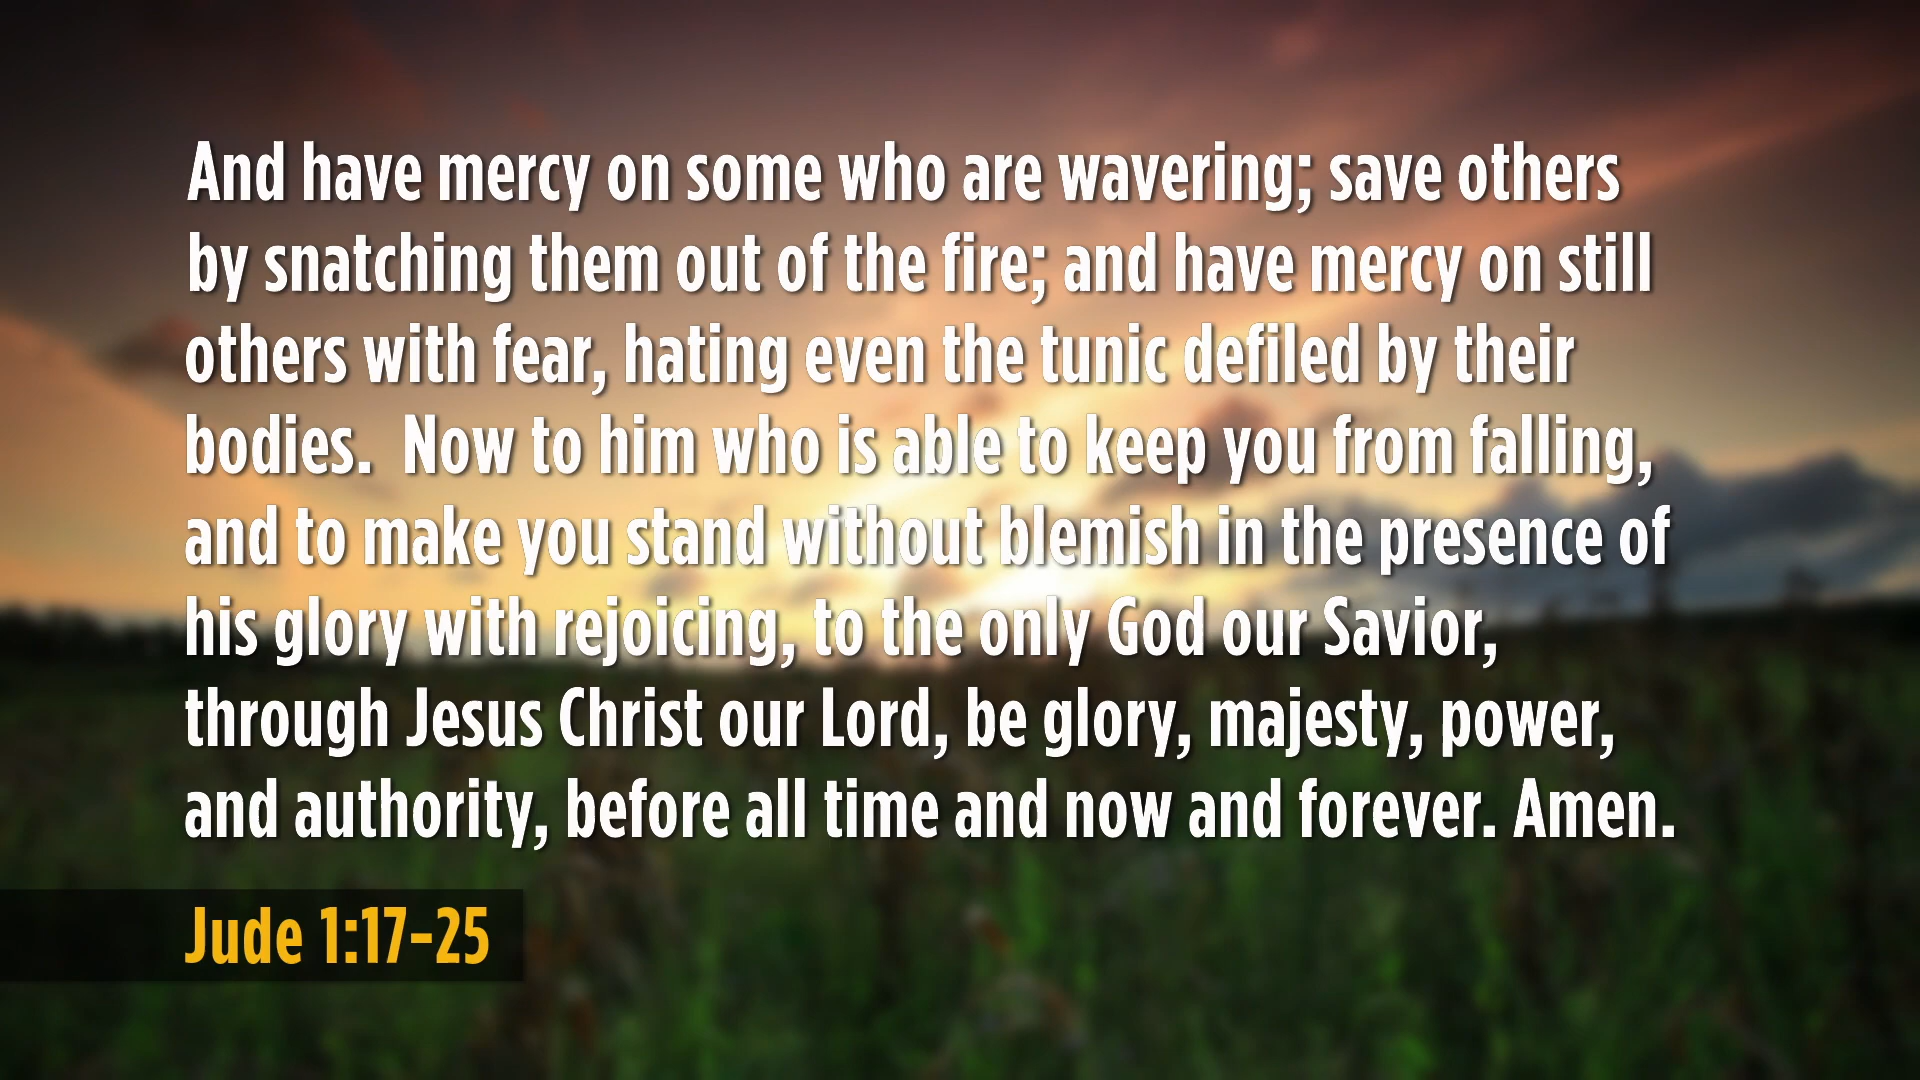 And have mercy on some who are wavering; save others
by snatching them out of the fire; and have mercy on still
others with fear, hating even the tunic defiled by their
bodies.  Now to him who is able to keep you from falling,
and to make you stand without blemish in the presence of
his glory with rejoicing, to the only God our Savior,
through Jesus Christ our Lord, be glory, majesty, power,
and authority, before all time and now and forever. Amen.
Jude 1:17-25